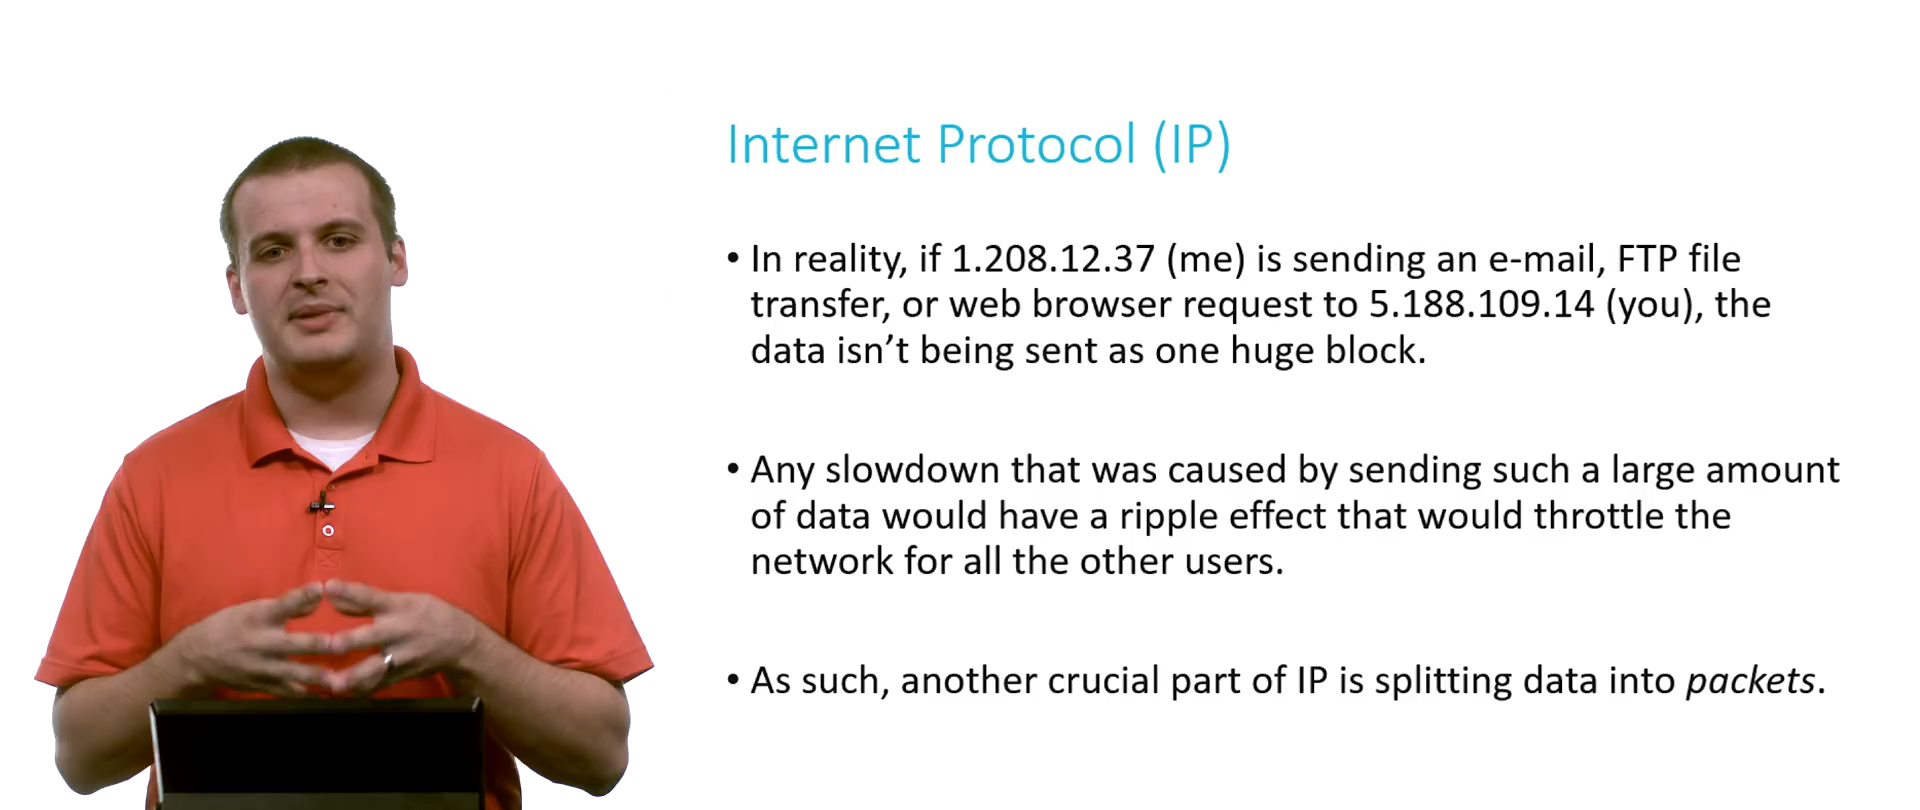 Internet Protocol (IP)
• In reality, if 1.208.12.37 (me) is sending an e-mail, FTP file
transfer, or web browser request to 5.188.109.14 (you), the
data isn’t being sent as one huge block.
• Any slowdown that was caused by sending such a large amount
of data would have a ripple effect that would throttle the
network for all the other users.
• As such, another crucial part of IP is splitting data into packets.